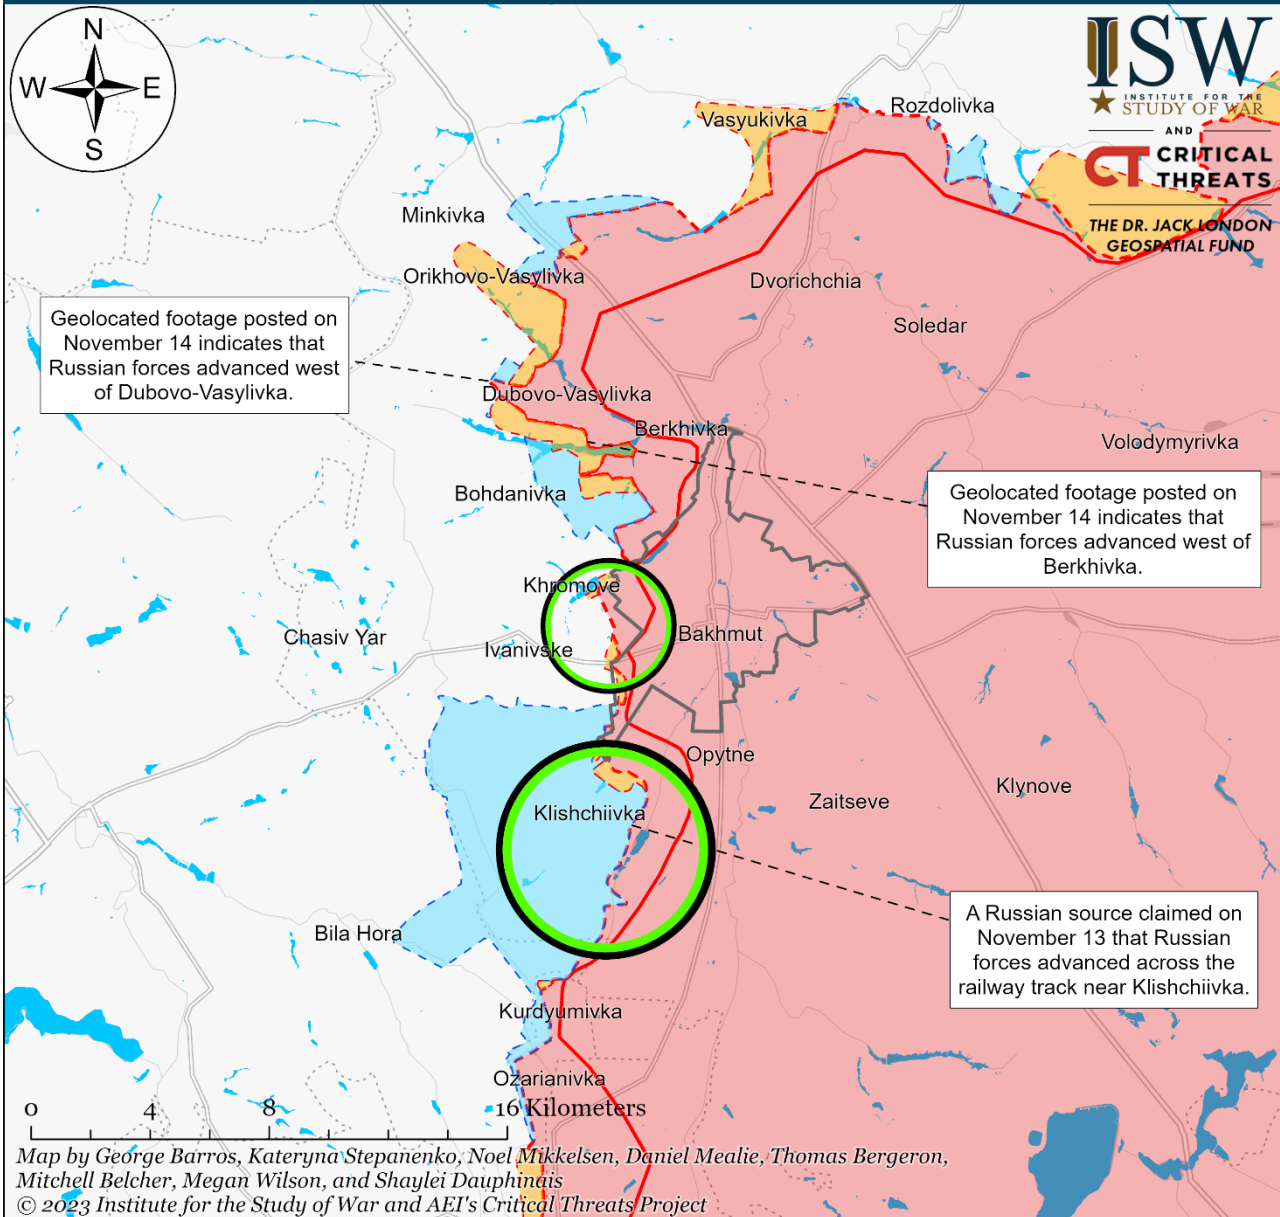 N
W
E
S
ISW
INSTITUTE FOR THE
STUDY OF WAR
AND
CT CRITICAL
THREATS
THE DR. JACK LONDON
GEOSPATIAL FUND
Rozdolivka
Vasyukivka
Minkivka
Orikhovo-Vasylivka
Dvorichchia
Soledar
Geolocated footage posted on
November 14 indicates that
Russian forces advanced west
of Dubovo-Vasylivka.
Dubovo-Vasylivka
Berkhivka
Volodymyrivka
Bohdanivka
Geolocated footage posted on
November 14 indicates that
Russian forces advanced west of
Berkhivka.
Khromove
Chasiv Yar
Bakhmut
Ivanivske
Opytne
Klynove
Zaitseve
Klishchiivka
A Russian source claimed on
November 13 that Russian
forces advanced across the
railway track near Klishchiivka.
Bila Hora
Kurdyumivka
Ozarianivka
0 4 8 16 Kilometers
Map by George Barros, Kateryna Stepanenko, Noel Mikkelsen, Daniel Mealie, Thomas Bergeron,
Mitchell Belcher, Megan Wilson, and Shaylei Dauphinais
© 2023 Institute for the Study of War and AEI's Critical Threats Project